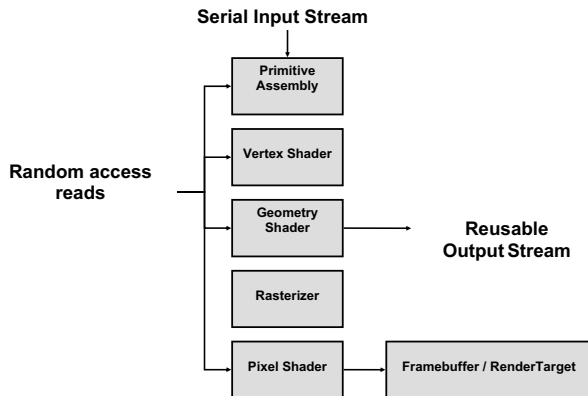 Serial Input Stream
Primitive
Assembly
Vertex Shader
Random access
reads
Geometry
Shader
Reusable
Output Stream
Rasterizer
Pixel Shader
Framebuffer / RenderTarget